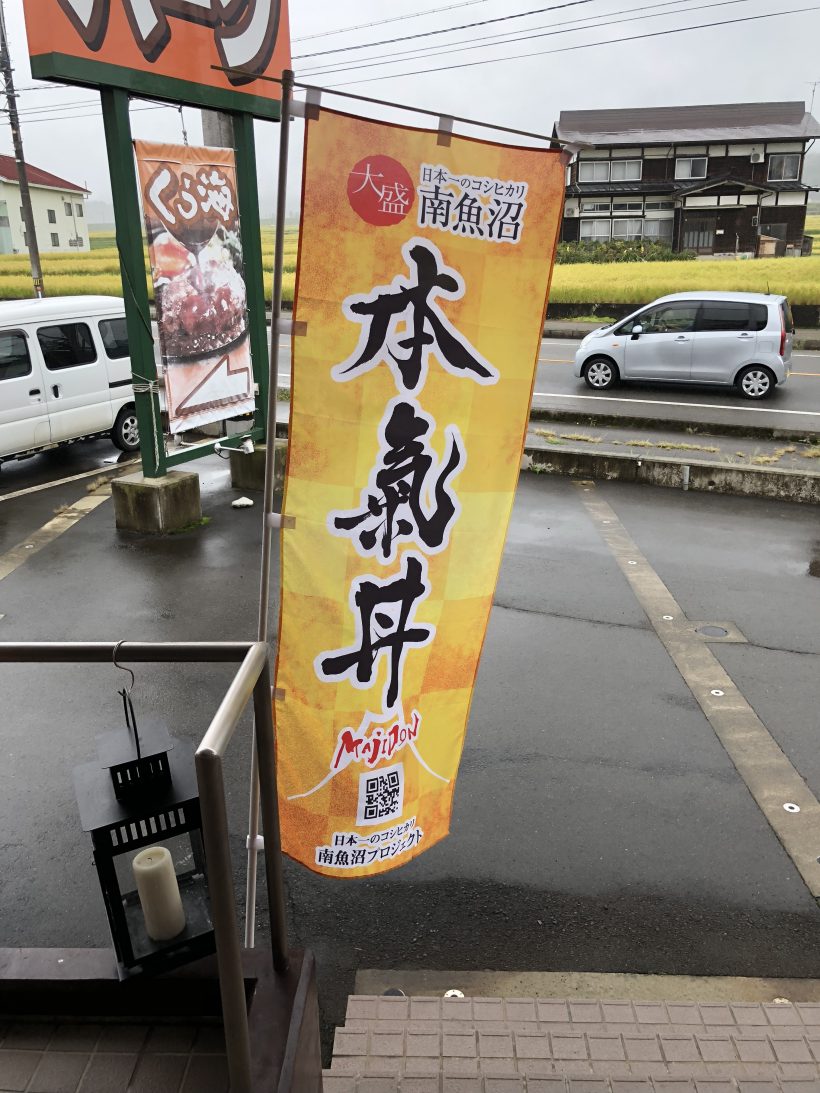 くら海
大盛
日本一のコシヒカリ
南魚沼
本氣丼
MAJIDON
日本一のコシヒカリ
南魚沼プロジェクト